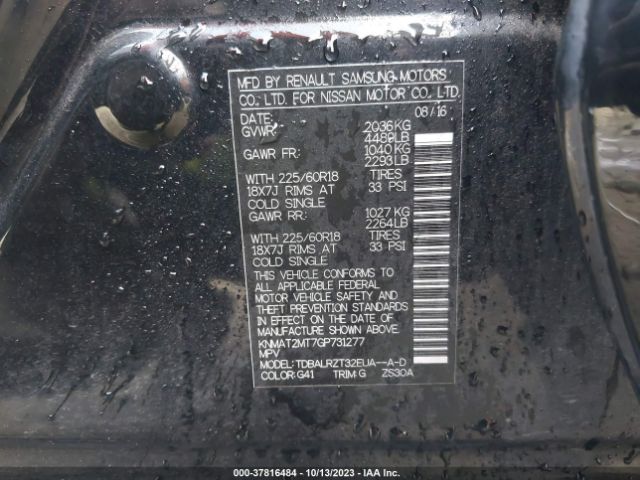 MFD BY RENAULT SAMSUNG MOTORS
CO., LTD. FOR NISSAN MOTOR CO., LTD.
DATE: 08/16
GVWR: 2036KG
4489LB
GAWR FR: 1040KG
2293LB
WITH 225/60R18 TIRES
18X7J RIMS AT 33 PSI
COLD SINGLE
GAWR RR: 1027 KG
2264LB
WITH 225/60R18 TIRES
18X7J RIMS AT 33 PSI
COLD SINGLE
THIS VEHICLE CONFORMS TO
ALL APPLICABLE FEDERAL
MOTOR VEHICLE SAFETY AND
THEFT PREVENTION STANDARDS
IN EFFECT ON THE DATE OF
MANUFACTURE SHOWN ABOVE.
KNMAT2MT7GP731277
MPV
MODEL: TDBALRZT32EUA--A-D
COLOR: G41 TRIM: G ZS30A
000-37816484 - 10/13/2023 - IAA Inc.